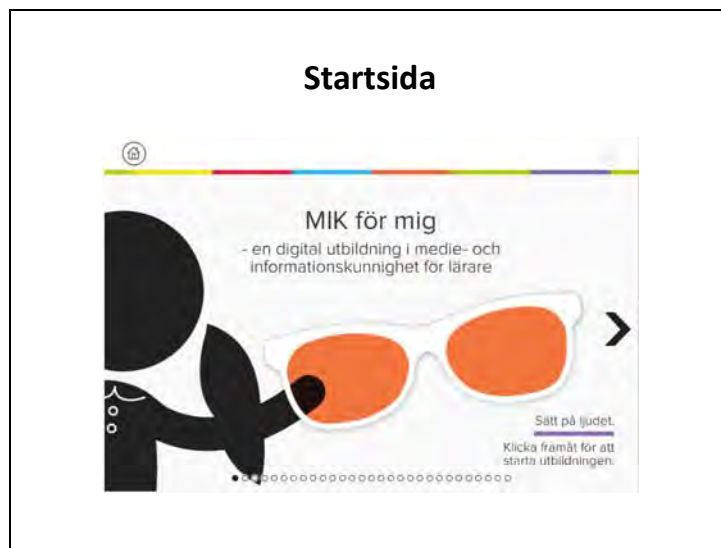 Startsida
MIK för mig
- en digital utbildning i medie- och
informationskunnighet för lärare
Sätt på ljudet.
Klicka framåt för att
starta utbildningen.